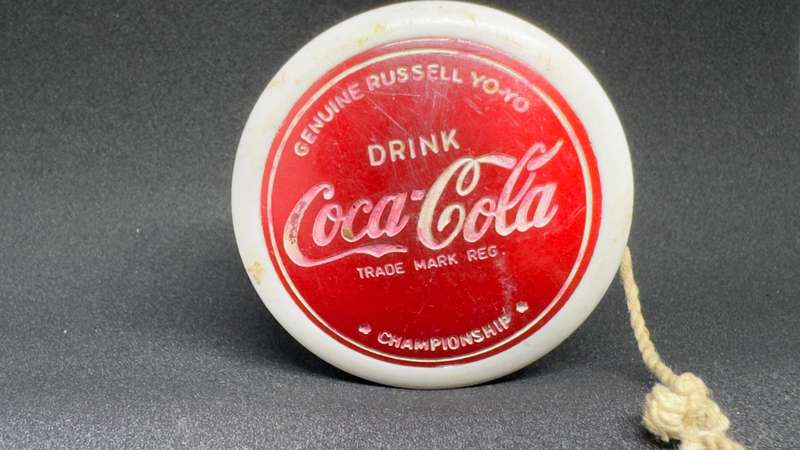 GENUINE RUSSELL YO-YO
DRINK
Coca-Cola
TRADE MARK REG.
CHAMPIONSHIP